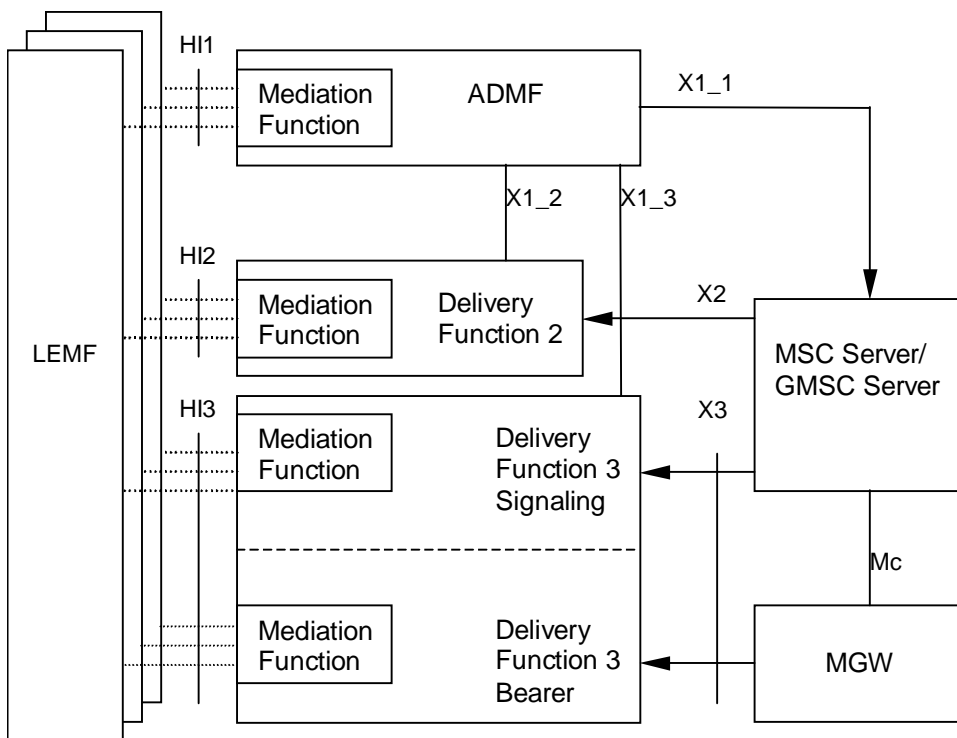 HI1
Mediation
Function
ADMF
X1_1
X1_2
X1_3
HI2
Mediation
Function
Delivery
Function 2
X2
MSC Server/
GMSC Server
LEMF
HI3
Mediation
Function
Delivery
Function 3
Signaling
X3
Mc
Mediation
Function
Delivery
Function 3
Bearer
MGW